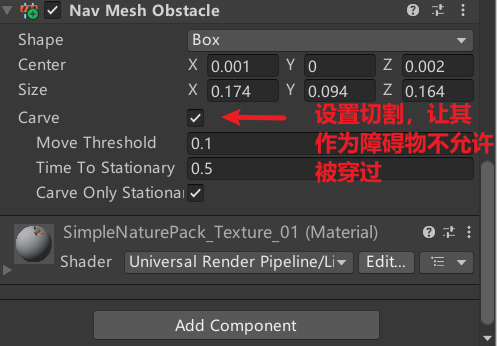 Nav Mesh Obstacle
Shape Box
Center X 0.001 Y 0 Z 0.002
Size X 0.174 Y 0.094 Z 0.164
Carve
设置切割，让其
作为障碍物不允许
被穿过
Move Threshold 0.1
Time To Stationary 0.5
Carve Only Stationar
SimpleNaturePack_Texture_01 (Material)
Shader Universal Render Pipeline/Li Edit...
Add Component